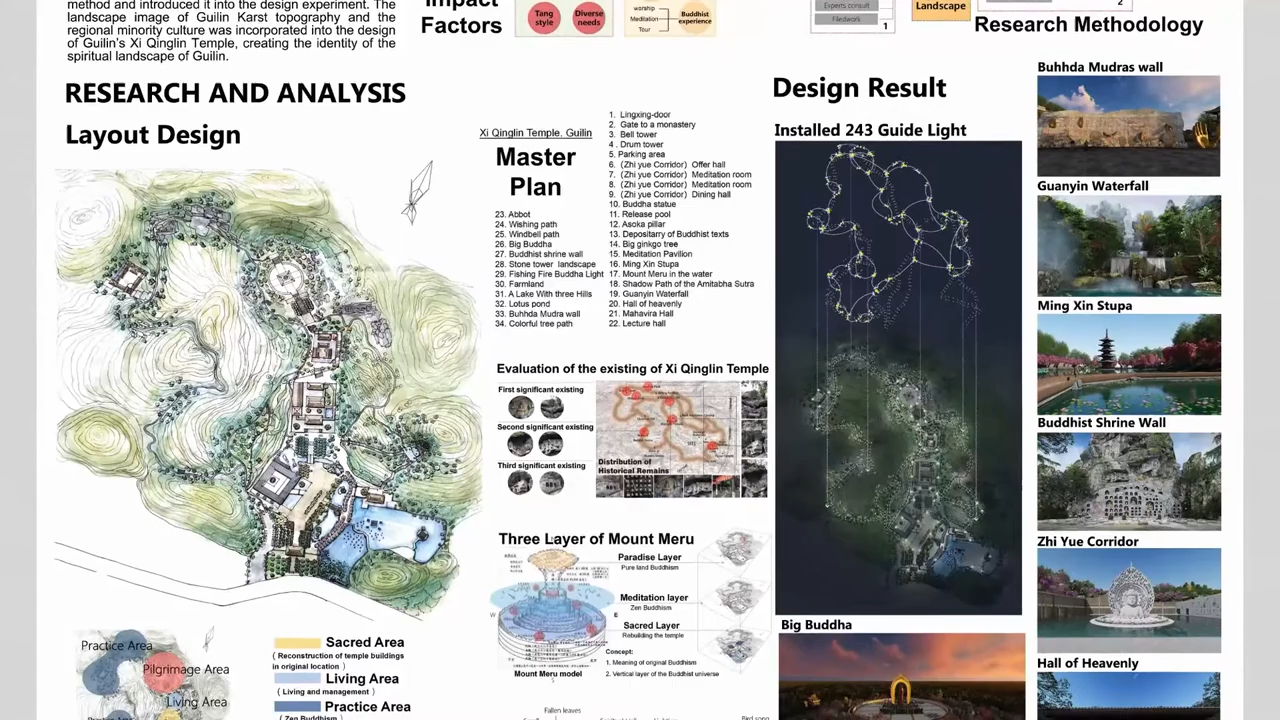 method and introduced it into the design experiment. The
landscape image of Guilin Karst topography and the
regional minority culture was incorporated into the design
of Guilin's Xi Qinglin Temple, creating the identity of the
spiritual landscape of Guilin.
Impact
Factors
Tang
style
Diverse
needs
worship
Meditation
Tour
Buddhist
experience
Experts consult
Filedwork
1
Landscape
2
Research Methodology
RESEARCH AND ANALYSIS
Layout Design
Xi Qinglin Temple. Guilin
Master
Plan
1. Lingxing-door
2. Gate to a monastery
3. Bell tower
4 . Drum tower
5. Parking area
6. (Zhi yue Corridor) Offer hall
7. (Zhi yue Corridor) Meditation room
8. (Zhi yue Corridor) Meditation room
9. (Zhi yue Corridor) Dining hall
10. Buddha statue
11. Release pool
12. Asoka pillar
13. Depositarry of Buddhist texts
14. Big ginkgo tree
15. Meditation Pavilion
16. Ming Xin Stupa
17. Mount Meru in the water
18. Shadow Path of the Amitabha Sutra
19. Guanyin Waterfall
20. Hall of heavenly
21. Mahavira Hall
22. Lecture hall
23. Abbot
24. Wishing path
25. Windbell path
26. Big Buddha
27. Buddhist shrine wall
28. Stone tower landscape
29. Fishing Fire Buddha Light
30. Farmland
31. A Lake With three Hills
32. Lotus pond
33. Buhhda Mudra wall
34. Colorful tree path
Evaluation of the existing of Xi Qinglin Temple
First significant existing
Second significant existing
Third significant existing
Distribution of
Historical Remains
Three Layer of Mount Meru
Paradise Layer
Pure land Buddhism
Meditation layer
Zen Buddhism
Sacred Layer
Rebuilding the temple
Concept:
1. Meaning of original Buddhism
2. Vertical layer of the Buddhist universe
W
E
Mount Meru model
Fallen leaves
Bird song
Practice Area
Pilgrimage Area
Living Area
Sacred Area
( Reconstruction of temple buildings
in original location )
Living Area
( Living and management )
Practice Area
( Zen Buddhism )
Design Result
Installed 243 Guide Light
Big Buddha
Buhhda Mudras wall
Guanyin Waterfall
Ming Xin Stupa
Buddhist Shrine Wall
Zhi Yue Corridor
Hall of Heavenly